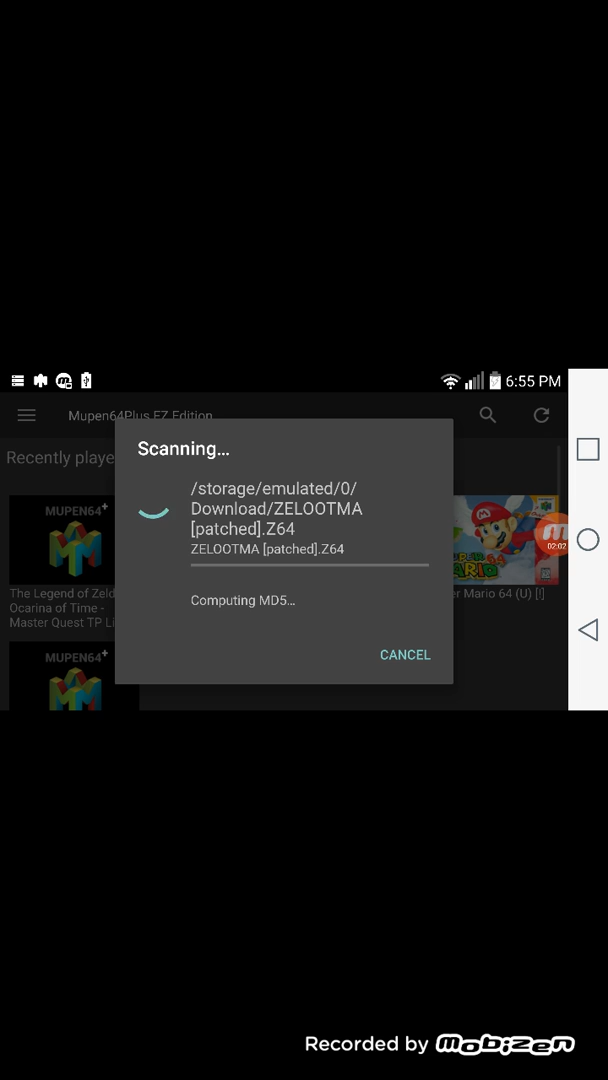 6:55 PM
Mupen64Plus FZ Edition
Recently playe
Scanning…
/storage/emulated/0/
Download/ZELOOTMA
[patched].Z64
ZELOOTMA [patched].Z64
Computing MD5…
CANCEL
MUPEN64+
The Legend of Zeld
Ocarina of Time -
Master Quest TP Li
MUPEN64+
MARIO 64
er Mario 64 (U) [!]
02:02
Recorded by Mobizen